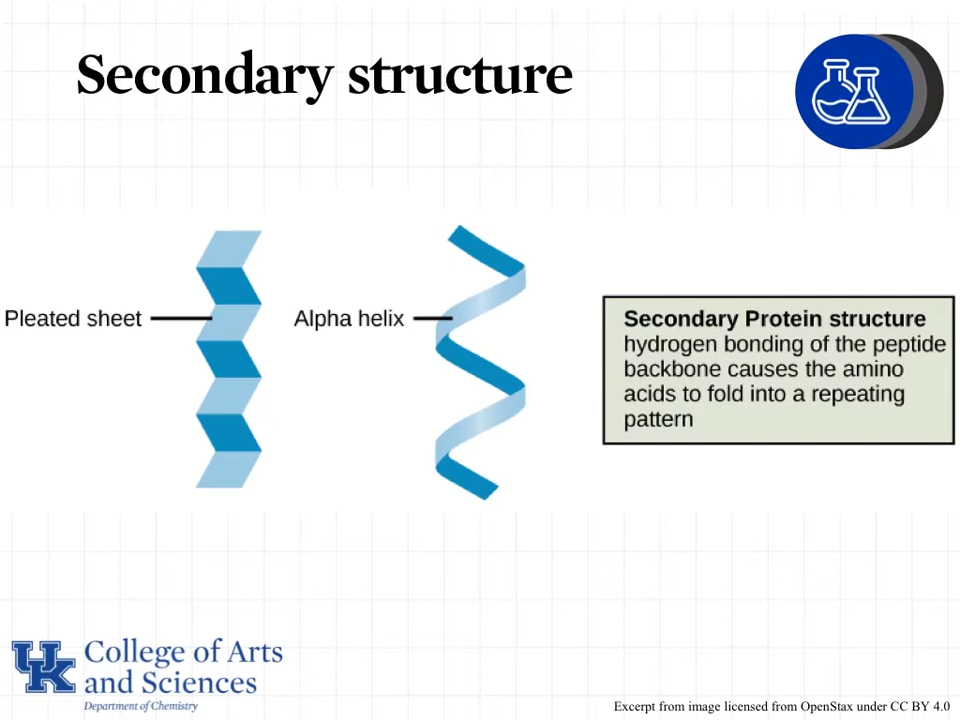 Secondary structure
Pleated sheet
Alpha helix
Secondary Protein structure
hydrogen bonding of the peptide
backbone causes the amino
acids to fold into a repeating
pattern
UK
College of Arts
and Sciences
Department of Chemistry
Excerpt from image licensed from OpenStax under CC BY 4.0